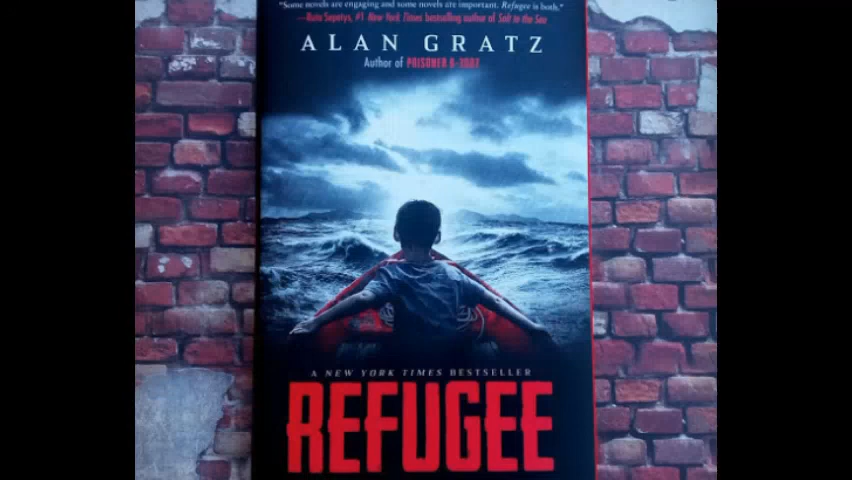 "Some novels are engaging and some novels are important. Refugee is both."
—Ruta Sepetys, #1 New York Times bestselling author of Salt to the Sea
ALAN GRATZ
Author of PRISONER B-3087
A NEW YORK TIMES BESTSELLER
REFUGEE